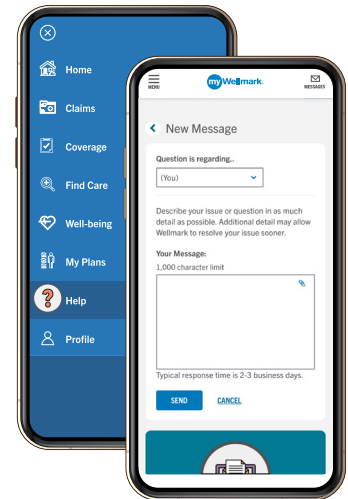 Home
Claims
Coverage
Find Care
Well-being
My Plans
Help
Profile
MENU
myWellmark.
MESSAGES
New Message
Question is regarding..
(You)
Describe your issue or question in as much
detail as possible. Additional detail may allow
Wellmark to resolve your issue sooner.
Your Message:
1,000 character limit
Typical response time is 2-3 business days.
SEND
CANCEL